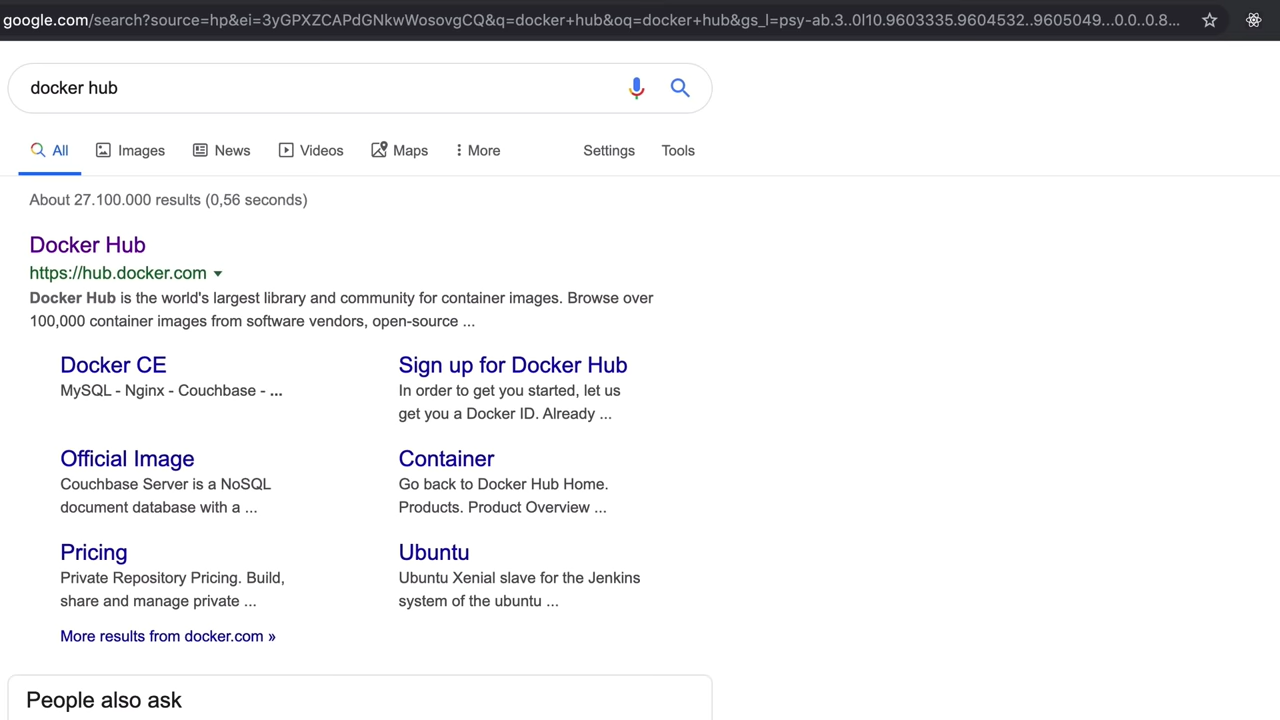 google.com/search?source=hp&ei=3yGPXZCAPdGNkwWosovgCQ&q=docker+hub&oq=docker+hub&gs_l=psy-ab.3..0l10.9603335.9604532..9605049...0.0..0.8...
docker hub
All Images News Videos Maps More Settings Tools
About 27.100.000 results (0,56 seconds)
Docker Hub
https://hub.docker.com
Docker Hub is the world's largest library and community for container images. Browse over
100,000 container images from software vendors, open-source ...
Docker CE
MySQL - Nginx - Couchbase - ...
Sign up for Docker Hub
In order to get you started, let us
get you a Docker ID. Already ...
Official Image
Couchbase Server is a NoSQL
document database with a ...
Container
Go back to Docker Hub Home.
Products. Product Overview ...
Pricing
Private Repository Pricing. Build,
share and manage private ...
Ubuntu
Ubuntu Xenial slave for the Jenkins
system of the ubuntu ...
More results from docker.com »
People also ask